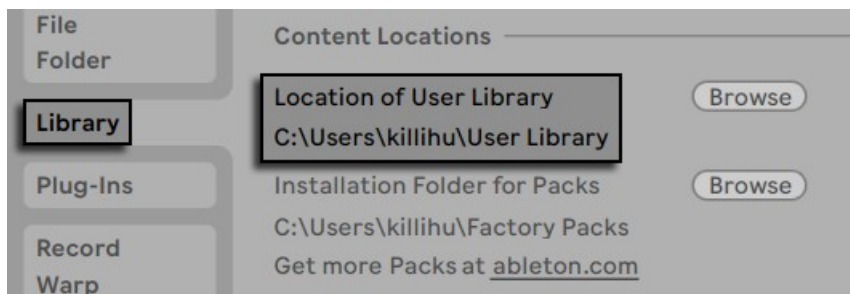 File
Folder
Library
Plug-Ins
Record
Warp
Content Locations
Location of User Library
Browse
C:\Users\killihu\User Library
Installation Folder for Packs
Browse
C:\Users\killihu\Factory Packs
Get more Packs at ableton.com